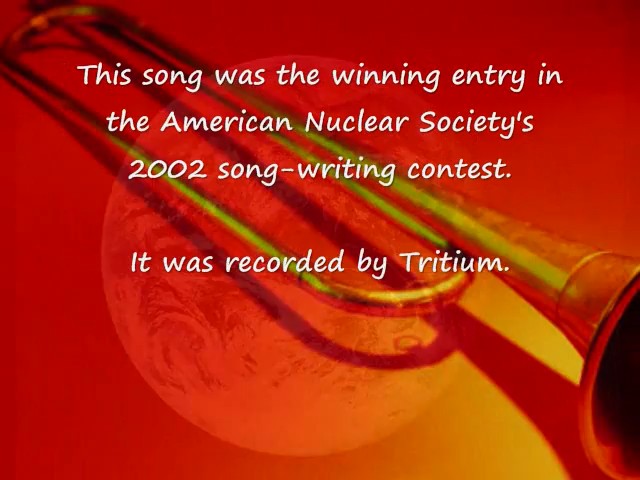 This song was the winning entry in
the American Nuclear Society's
2002 song-writing contest.
It was recorded by Tritium.